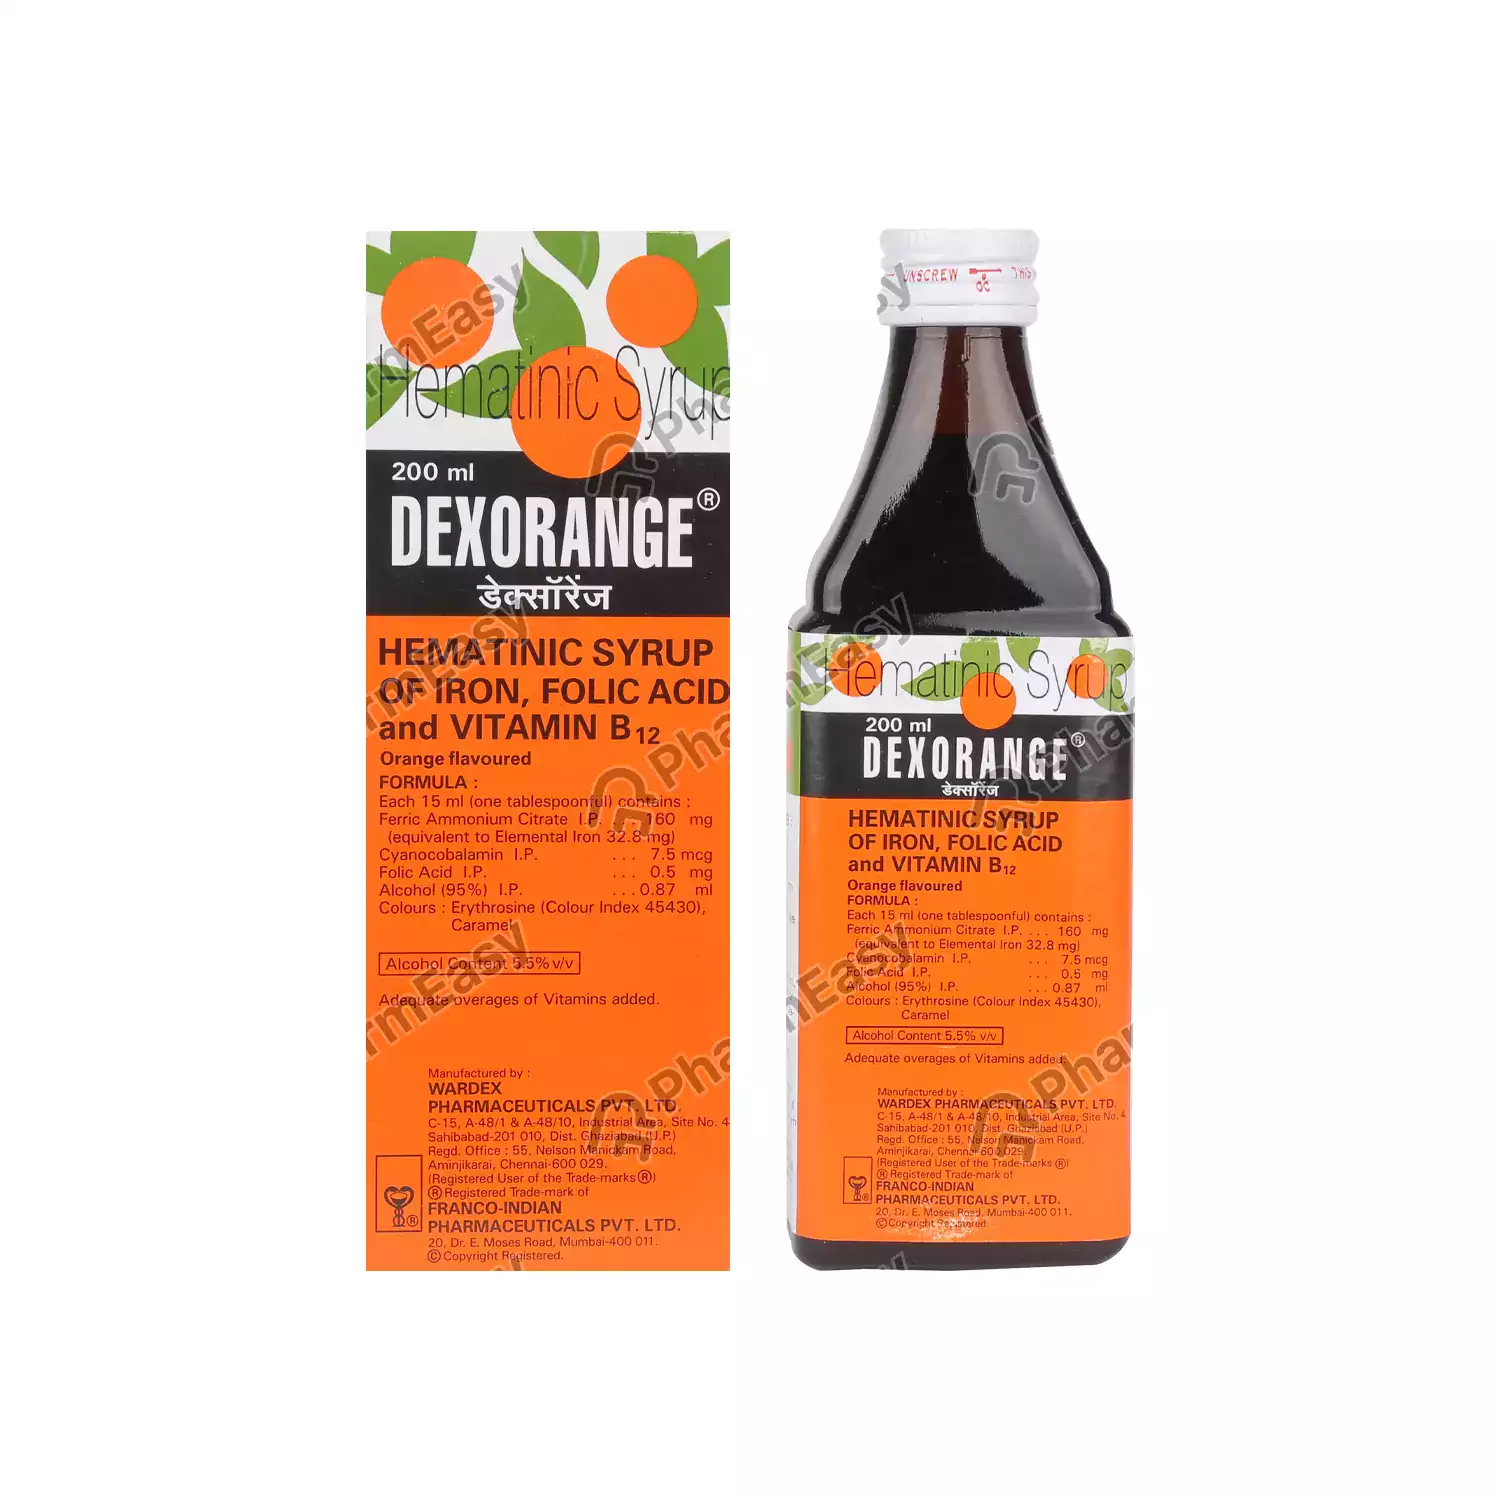 Hematinic Syrup
200 ml
DEXORANGE®
डेक्सॉरेंज
HEMATINIC SYRUP
OF IRON, FOLIC ACID
and VITAMIN B12
Orange flavoured
FORMULA :
Each 15 ml (one tablespoonful) contains :
Ferric Ammonium Citrate I.P. ... 160 mg
(equivalent to Elemental Iron 32.8 mg)
Cyanocobalamin I.P. ... 7.5 mcg
Folic Acid I.P. ... 0.5 mg
Alcohol (95%) I.P. ... 0.87 ml
Colours : Erythrosine (Colour Index 45430),
Caramel
Alcohol Content 5.5% v/v
Adequate overages of Vitamins added.
Manufactured by :
WARDEX
PHARMACEUTICALS PVT. LTD.
C-15, A-48/1 & A-48/10, Industrial Area, Site No. 4
Sahibabad-201 010, Dist. Ghaziabad (U.P.)
Regd. Office : 55, Nelson Manickam Road,
Aminjikarai, Chennai-600 029.
(Registered User of the Trade-marks ®)
® Registered Trade-mark of
FRANCO-INDIAN
PHARMACEUTICALS PVT. LTD.
20, Dr. E. Moses Road, Mumbai-400 011.
© Copyright Registered.
UNSCREW THIS
Hematinic Syrup
200 ml
DEXORANGE®
डेक्सॉरेंज
HEMATINIC SYRUP
OF IRON, FOLIC ACID
and VITAMIN B12
Orange flavoured
FORMULA :
Each 15 ml (one tablespoonful) contains :
Ferric Ammonium Citrate I.P. ... 160 mg
(equivalent to Elemental Iron 32.8 mg)
Cyanocobalamin I.P. ... 7.5 mcg
Folic Acid I.P. ... 0.5 mg
Alcohol (95%) I.P. ... 0.87 ml
Colours : Erythrosine (Colour Index 45430),
Caramel
Alcohol Content 5.5% v/v
Adequate overages of Vitamins added.
Manufactured by :
WARDEX PHARMACEUTICALS PVT. LTD.
C-15, A-48/1 & A-48/10, Industrial Area, Site No. 4
Sahibabad-201 010, Dist. Ghaziabad (U.P.)
Regd. Office : 55, Nelson Manickam Road,
Aminjikarai, Chennai-600 029.
(Registered User of the Trade-marks ®)
® Registered Trade-mark of
FRANCO-INDIAN
PHARMACEUTICALS PVT. LTD.
20, Dr. E. Moses Road, Mumbai-400 011.
© Copyright Registered.